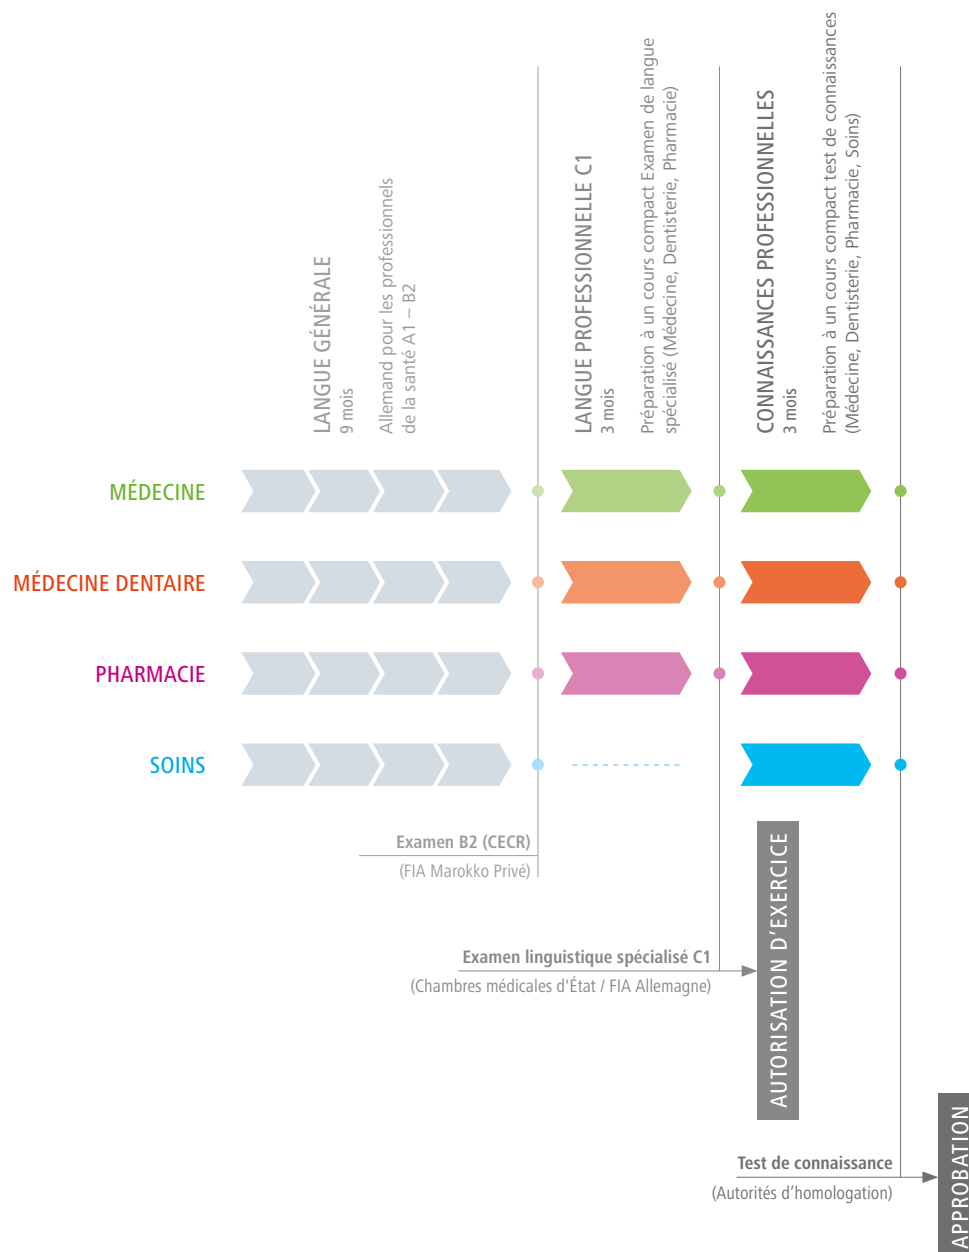 LANGUE GÉNÉRALE
9 mois
Allemand pour les professionnels
de la santé A1 – B2
LANGUE PROFESSIONNELLE C1
3 mois
Préparation à un cours compact Examen de langue
spécialisé (Médecine, Dentisterie, Pharmacie)
CONNAISSANCES PROFESSIONNELLES
3 mois
Préparation à un cours compact test de connaissances
(Médecine, Dentisterie, Pharmacie, Soins)
MÉDECINE
MÉDECINE DENTAIRE
PHARMACIE
SOINS
Examen B2 (CECR)
(FIA Marokko Privé)
Examen linguistique spécialisé C1
(Chambres médicales d'État / FIA Allemagne)
AUTORISATION D’EXERCICE
Test de connaissance
(Autorités d’homologation)
APPROBATION